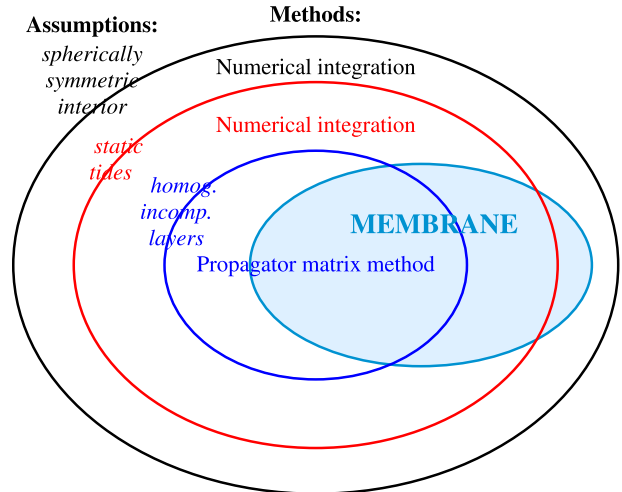 Assumptions:
Methods:
spherically
symmetric
interior
Numerical integration
static
tides
Numerical integration
homog.
incomp.
layers
MEMBRANE
Propagator matrix method